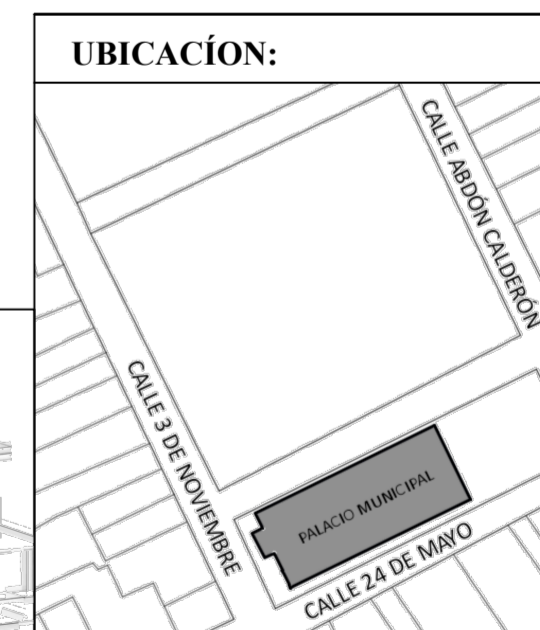 UBICACÍON:
CALLE ABDÓN CALDERÓN
CALLE 3 DE NOVIEMBRE
PALACIO MUNICIPAL
CALLE 24 DE MAYO